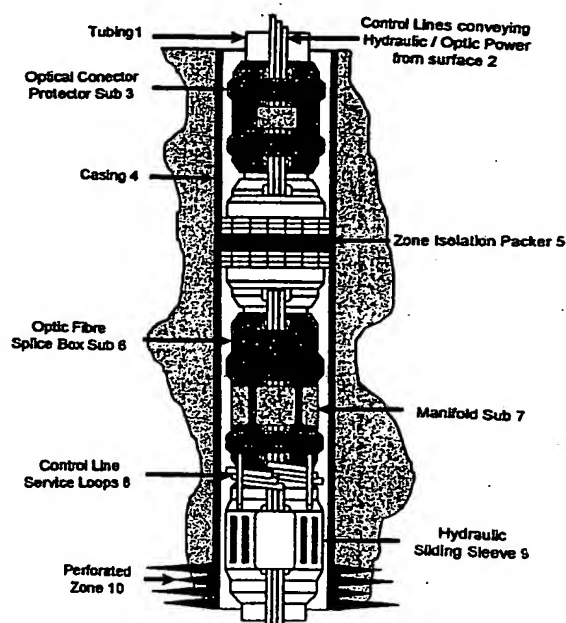 Tubing1
Control Lines conveying
Hydraulic / Optic Power
from surface 2
Optical Conector
Protector Sub 3
Casing 4
Zone Isolation Packer 5
Optic Fibre
Splice Box Sub 6
Manifold Sub 7
Control Line
Service Loops 8
Hydraulic
Sliding Sleeve 9
Perforated
Zone 10